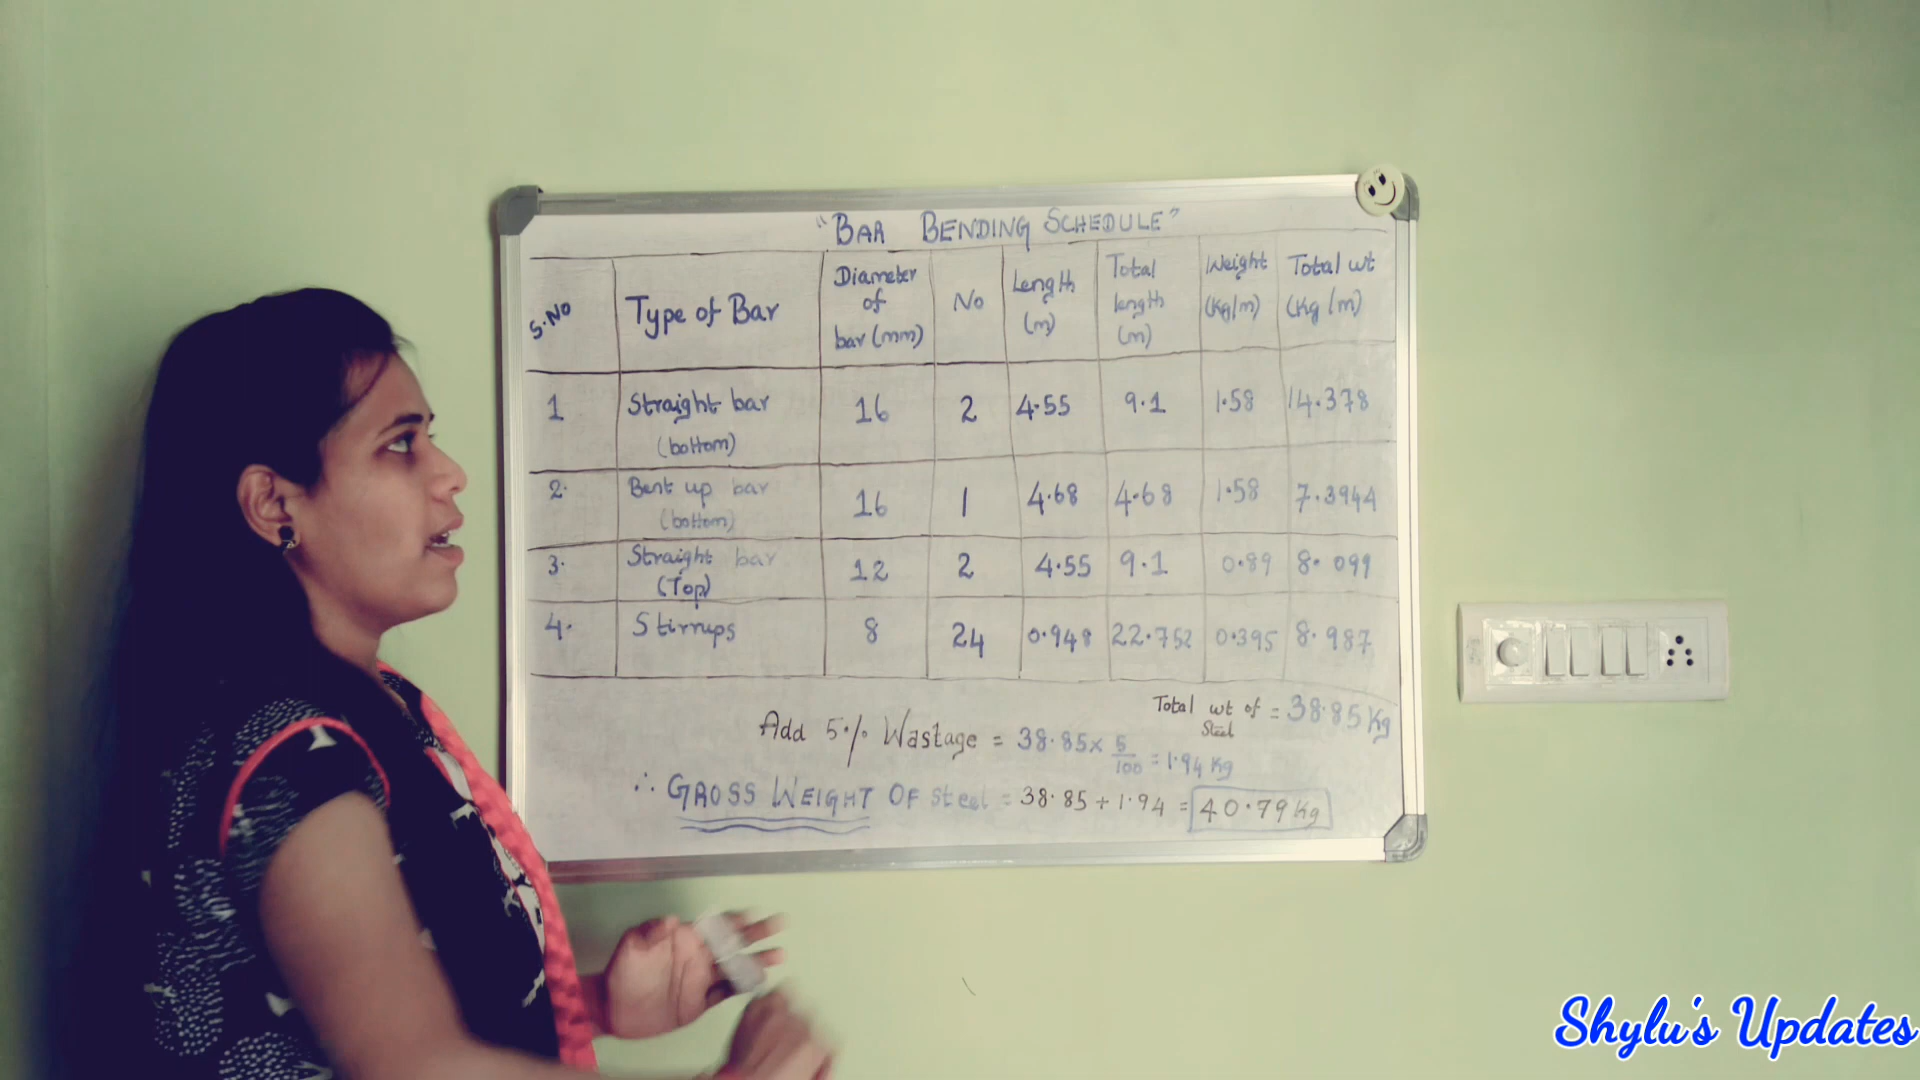 "BAR BENDING SCHEDULE"
S.NO Type of Bar Diameter of bar (mm) No Length (m) Total length (m) Weight (Kg/m) Total wt (Kg/m)
1 Straight bar (bottom) 16 2 4.55 9.1 1.58 14.378
2. Bent up bar (bottom) 16 1 4.68 4.68 1.58 7.3944
3. Straight bar (Top) 12 2 4.55 9.1 0.89 8.099
4. Stirrups 8 24 0.948 22.752 0.395 8.987
Total wt of Steel = 38.85 Kg
Add 5% Wastage = 38.85 x 5/100 = 1.94 Kg
∴ GROSS WEIGHT OF Steel = 38.85 + 1.94 = 40.79 Kg
Shylu's Updates